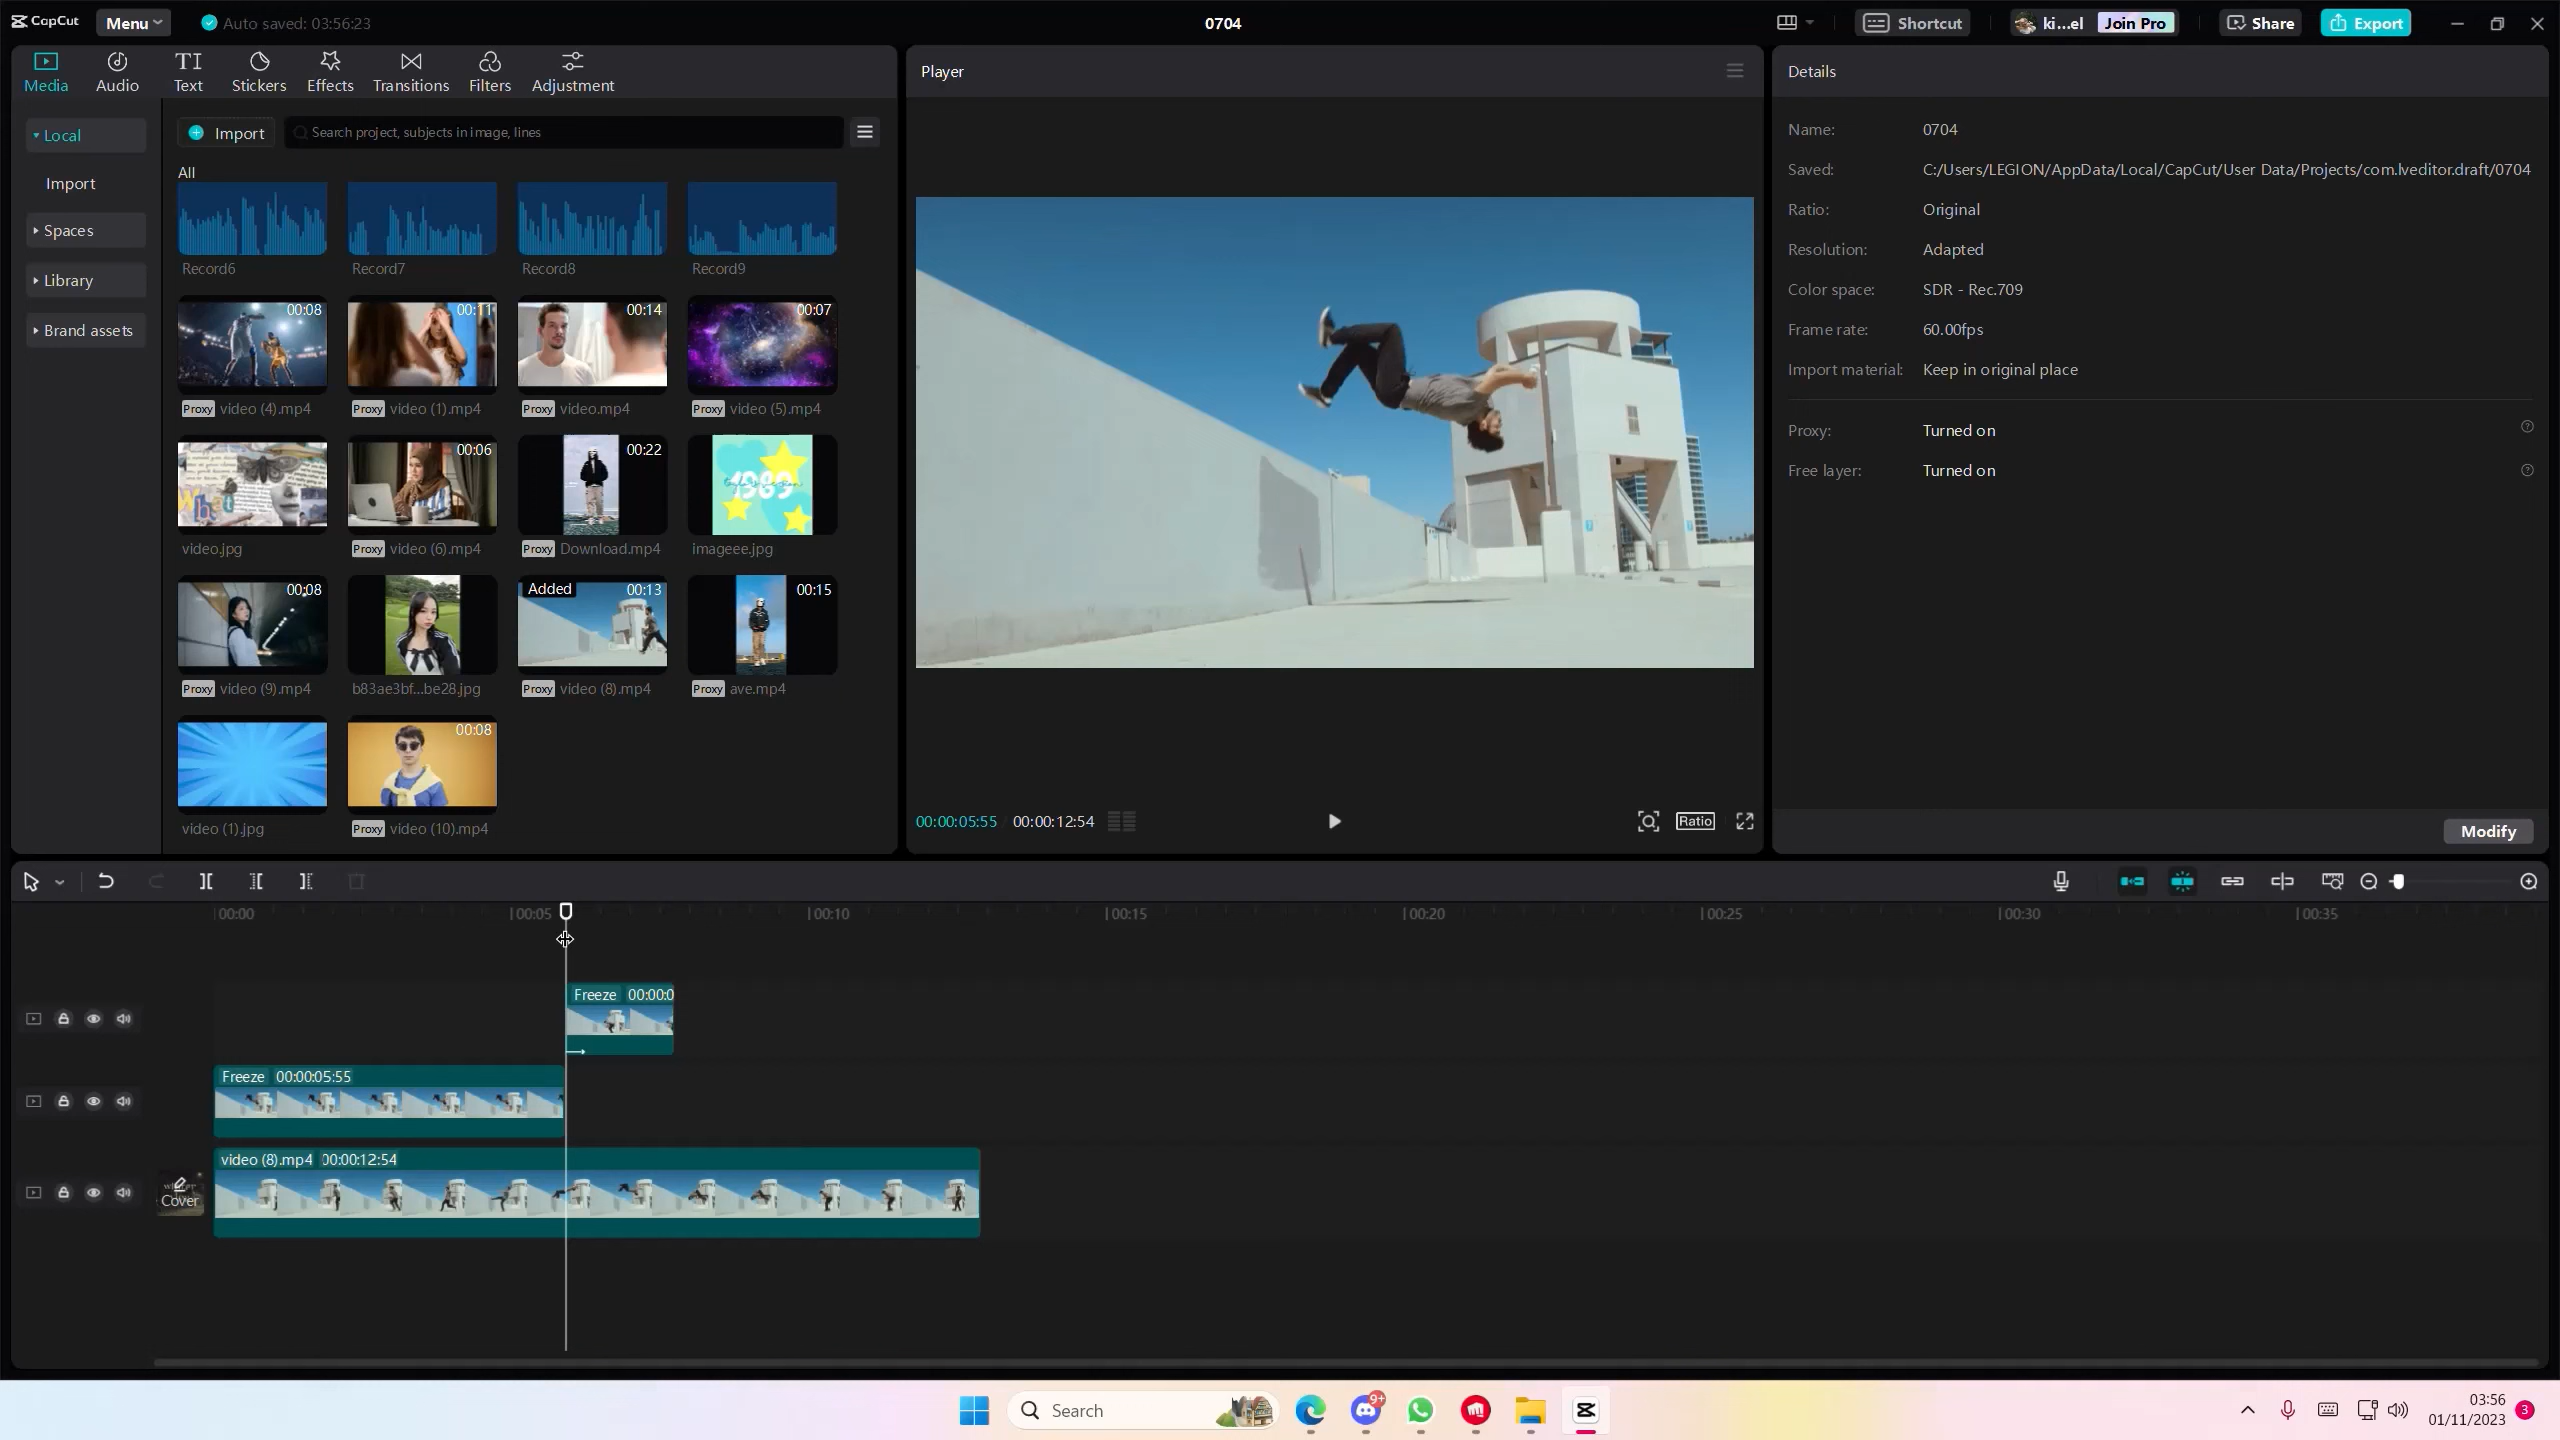 CapCut
Menu
Auto saved: 03:56:23
0704
Shortcut
ki...el
Join Pro
Share
Export
Media
Audio
Text
Stickers
Effects
Transitions
Filters
Adjustment
Player
Details
Local
Import
Spaces
Library
Brand assets
Import
Search project, subjects in image, lines
All
Record6
Record7
Record8
Record9
00:08
00:11
00:14
00:07
Proxy video (4).mp4
Proxy video (1).mp4
Proxy video.mp4
Proxy video (5).mp4
00:06
00:22
What
1989
video.jpg
Proxy video (6).mp4
Proxy Download.mp4
imageee.jpg
00:08
Added
00:13
00:15
Proxy video (9).mp4
b83ae3bf...be28.jpg
Proxy video (8).mp4
Proxy ave.mp4
00:08
video (1).jpg
Proxy video (10).mp4
00:00:05:55
00:00:12:54
Ratio
Name: 0704
Saved: C:/Users/LEGION/AppData/Local/CapCut/User Data/Projects/com.lveditor.draft/0704
Ratio: Original
Resolution: Adapted
Color space: SDR - Rec.709
Frame rate: 60.00fps
Import material: Keep in original place
Proxy: Turned on
Free layer: Turned on
Modify
00:00
00:05
00:10
00:15
00:20
00:25
00:30
00:35
Freeze 00:00:0
Freeze 00:00:05:55
Cover
video (8).mp4 00:00:12:54
Search
9+
03:56
01/11/2023
3